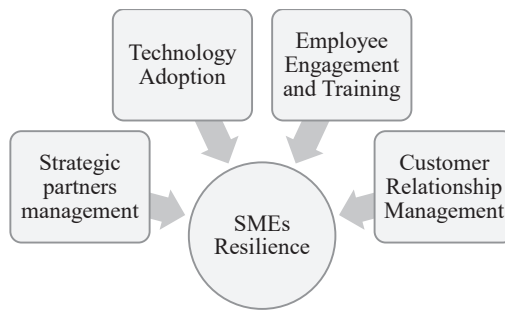 Technology
Adoption
Employee
Engagement
and Training
Strategic
partners
management
Customer
Relationship
Management
SMEs
Resilience